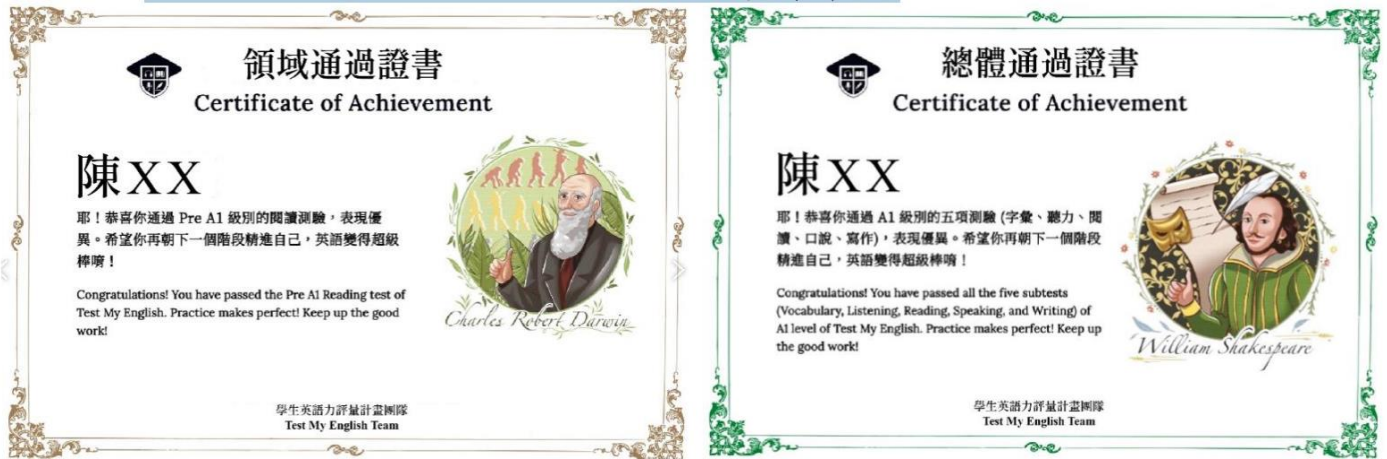 領域通過證書
Certificate of Achievement
陳XX
耶！恭喜你通過 Pre A1 級別的閱讀測驗，表現優
異。希望你再朝下一個階段精進自己，英語變得超級
棒唷！
Congratulations! You have passed the Pre A1 Reading test of
Test My English. Practice makes perfect! Keep up the good
work!
Charles Robert Darwin
學生英語力評量計畫團隊
Test My English Team
總體通過證書
Certificate of Achievement
陳XX
耶！恭喜你通過 A1 級別的五項測驗 (字彙、聽力、閱
讀、口說、寫作)，表現優異。希望你再朝下一個階段
精進自己，英語變得超級棒唷！
Congratulations! You have passed all the five subtests
(Vocabulary, Listening, Reading, Speaking, and Writing) of
A1 level of Test My English. Practice makes perfect! Keep up
the good work!
William Shakespeare
學生英語力評量計畫團隊
Test My English Team